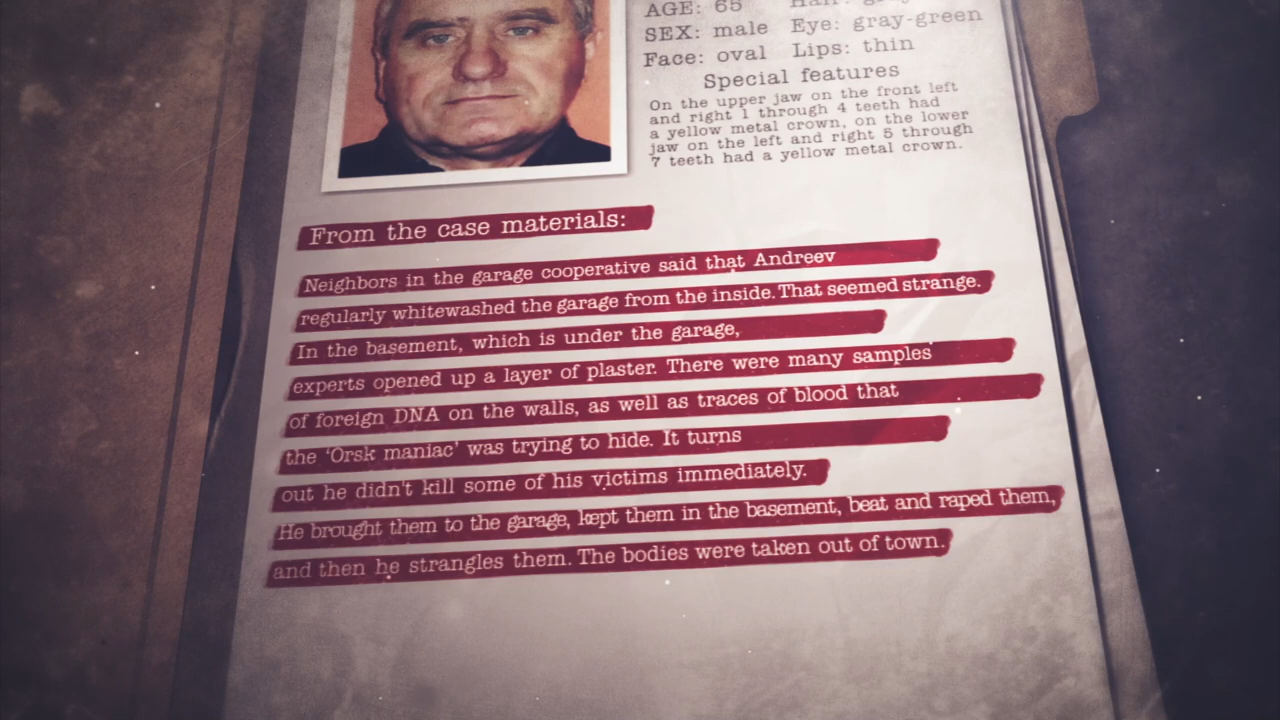 AGE: 65 Hair: gray
SEX: male Eye: gray-green
Face: oval Lips: thin
Special features
On the upper jaw on the front left
and right 1 through 4 teeth had
a yellow metal crown, on the lower
jaw on the left and right 5 through
7 teeth had a yellow metal crown.
From the case materials:
Neighbors in the garage cooperative said that Andreev
regularly whitewashed the garage from the inside. That seemed strange.
In the basement, which is under the garage,
experts opened up a layer of plaster. There were many samples
of foreign DNA on the walls, as well as traces of blood that
the ‘Orsk maniac’ was trying to hide. It turns
out he didn't kill some of his victims immediately.
He brought them to the garage, kept them in the basement, beat and raped them,
and then he strangles them. The bodies were taken out of town.